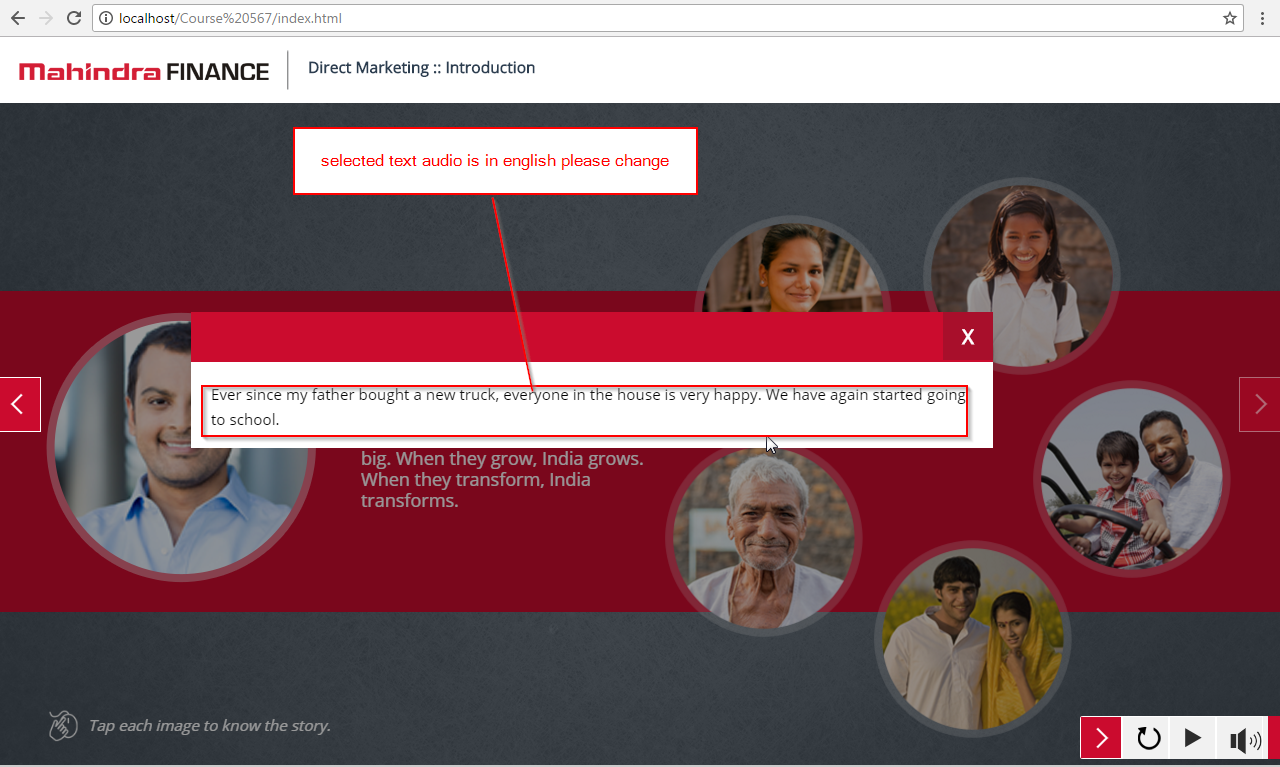 localhost/Course%20567/index.html
Mahindra FINANCE
Direct Marketing :: Introduction
selected text audio is in english please change
X
Ever since my father bought a new truck, everyone in the house is very happy. We have again started going
to school.
big. When they grow, India grows.
When they transform, India
transforms.
Tap each image to know the story.